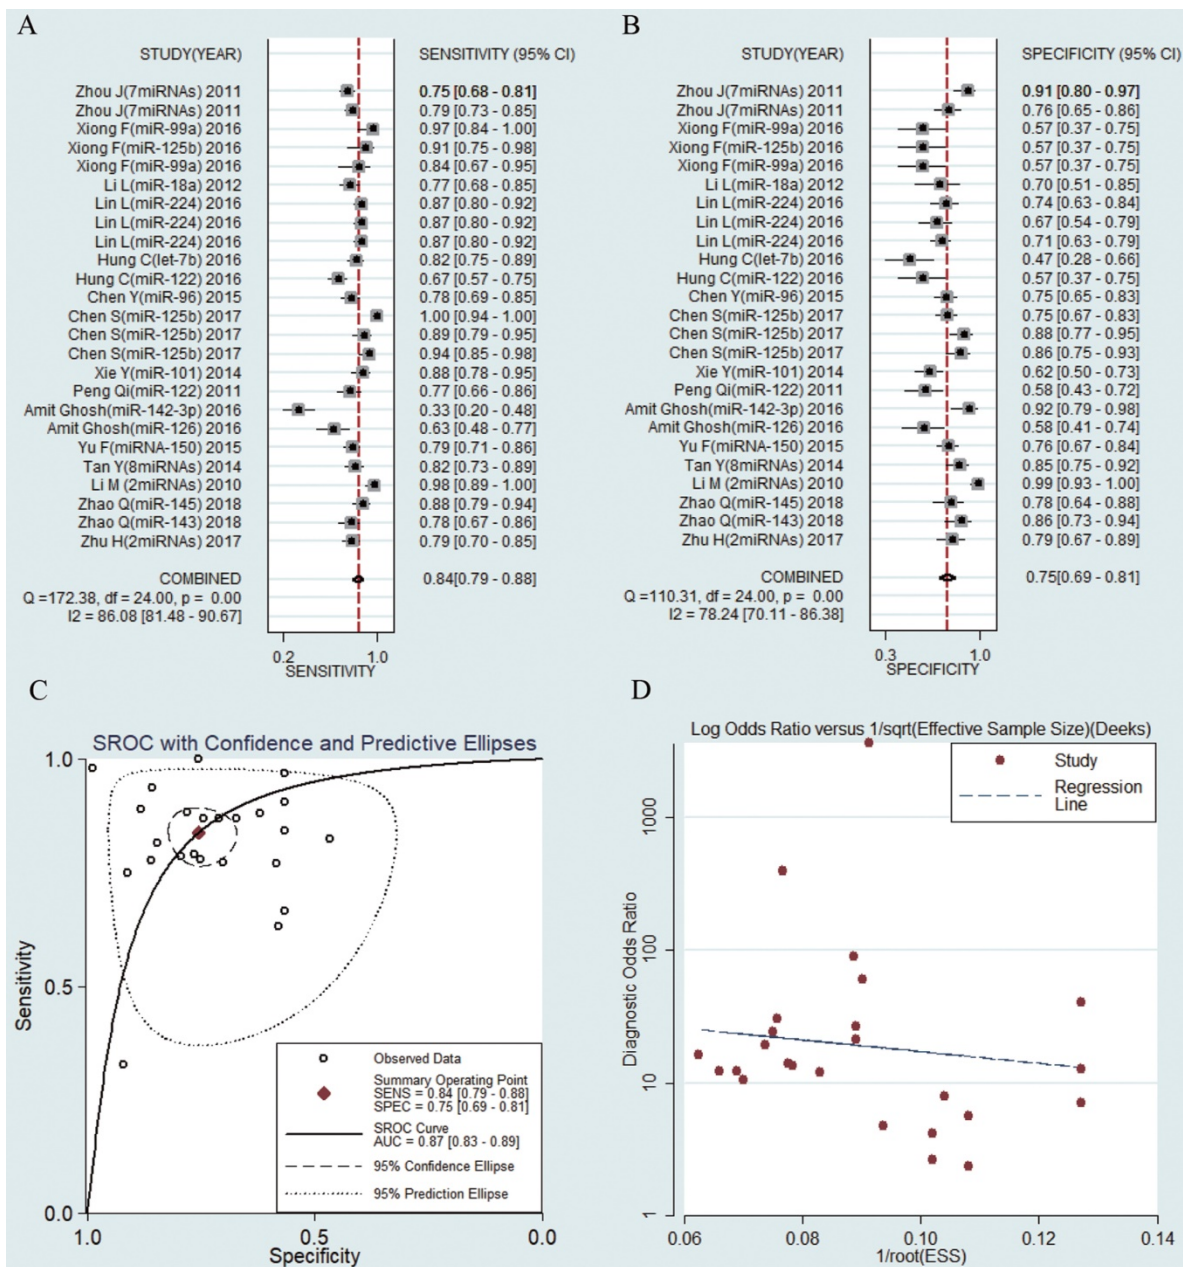 A
STUDY(YEAR) SENSITIVITY (95% CI)
Zhou J(7miRNAs) 2011 0.75 [0.68 - 0.81]
Zhou J(7miRNAs) 2011 0.79 [0.73 - 0.85]
Xiong F(miR-99a) 2016 0.97 [0.84 - 1.00]
Xiong F(miR-125b) 2016 0.91 [0.75 - 0.98]
Xiong F(miR-99a) 2016 0.84 [0.67 - 0.95]
Li L(miR-18a) 2012 0.77 [0.68 - 0.85]
Lin L(miR-224) 2016 0.87 [0.80 - 0.92]
Lin L(miR-224) 2016 0.87 [0.80 - 0.92]
Lin L(miR-224) 2016 0.87 [0.80 - 0.92]
Hung C(let-7b) 2016 0.82 [0.75 - 0.89]
Hung C(miR-122) 2016 0.67 [0.57 - 0.75]
Chen Y(miR-96) 2015 0.78 [0.69 - 0.85]
Chen S(miR-125b) 2017 1.00 [0.94 - 1.00]
Chen S(miR-125b) 2017 0.89 [0.79 - 0.95]
Chen S(miR-125b) 2017 0.94 [0.85 - 0.98]
Xie Y(miR-101) 2014 0.88 [0.78 - 0.95]
Peng Qi(miR-122) 2011 0.77 [0.66 - 0.86]
Amit Ghosh(miR-142-3p) 2016 0.33 [0.20 - 0.48]
Amit Ghosh(miR-126) 2016 0.63 [0.48 - 0.77]
Yu F(miRNA-150) 2015 0.79 [0.71 - 0.86]
Tan Y(8miRNAs) 2014 0.82 [0.73 - 0.89]
Li M (2miRNAs) 2010 0.98 [0.89 - 1.00]
Zhao Q(miR-145) 2018 0.88 [0.79 - 0.94]
Zhao Q(miR-143) 2018 0.78 [0.67 - 0.86]
Zhu H(2miRNAs) 2017 0.79 [0.70 - 0.85]
COMBINED 0.84[0.79 - 0.88]
Q =172.38, df = 24.00, p = 0.00
I2 = 86.08 [81.48 - 90.67]
0.2 1.0
SENSITIVITY
B
STUDY(YEAR) SPECIFICITY (95% CI)
Zhou J(7miRNAs) 2011 0.91 [0.80 - 0.97]
Zhou J(7miRNAs) 2011 0.76 [0.65 - 0.86]
Xiong F(miR-99a) 2016 0.57 [0.37 - 0.75]
Xiong F(miR-125b) 2016 0.57 [0.37 - 0.75]
Xiong F(miR-99a) 2016 0.57 [0.37 - 0.75]
Li L(miR-18a) 2012 0.70 [0.51 - 0.85]
Lin L(miR-224) 2016 0.74 [0.63 - 0.84]
Lin L(miR-224) 2016 0.67 [0.54 - 0.79]
Lin L(miR-224) 2016 0.71 [0.63 - 0.79]
Hung C(let-7b) 2016 0.47 [0.28 - 0.66]
Hung C(miR-122) 2016 0.57 [0.37 - 0.75]
Chen Y(miR-96) 2015 0.75 [0.65 - 0.83]
Chen S(miR-125b) 2017 0.75 [0.67 - 0.83]
Chen S(miR-125b) 2017 0.88 [0.77 - 0.95]
Chen S(miR-125b) 2017 0.86 [0.75 - 0.93]
Xie Y(miR-101) 2014 0.62 [0.50 - 0.73]
Peng Qi(miR-122) 2011 0.58 [0.43 - 0.72]
Amit Ghosh(miR-142-3p) 2016 0.92 [0.79 - 0.98]
Amit Ghosh(miR-126) 2016 0.58 [0.41 - 0.74]
Yu F(miRNA-150) 2015 0.76 [0.67 - 0.84]
Tan Y(8miRNAs) 2014 0.85 [0.75 - 0.92]
Li M (2miRNAs) 2010 0.99 [0.93 - 1.00]
Zhao Q(miR-145) 2018 0.78 [0.64 - 0.88]
Zhao Q(miR-143) 2018 0.86 [0.73 - 0.94]
Zhu H(2miRNAs) 2017 0.79 [0.67 - 0.89]
COMBINED 0.75[0.69 - 0.81]
Q =110.31, df = 24.00, p = 0.00
I2 = 78.24 [70.11 - 86.38]
0.3 1.0
SPECIFICITY
C
SROC with Confidence and Predictive Ellipses
1.0
0.5
0.0
Sensitivity
Observed Data
Summary Operating Point
SENS = 0.84 [0.79 - 0.88]
SPEC = 0.75 [0.69 - 0.81]
SROC Curve
AUC = 0.87 [0.83 - 0.89]
95% Confidence Ellipse
95% Prediction Ellipse
1.0 0.5 0.0
Specificity
D
Log Odds Ratio versus 1/sqrt(Effective Sample Size)(Deeks)
Study
Regression
Line
1000
100
10
1
Diagnostic Odds Ratio
0.06 0.08 0.10 0.12 0.14
1/root(ESS)